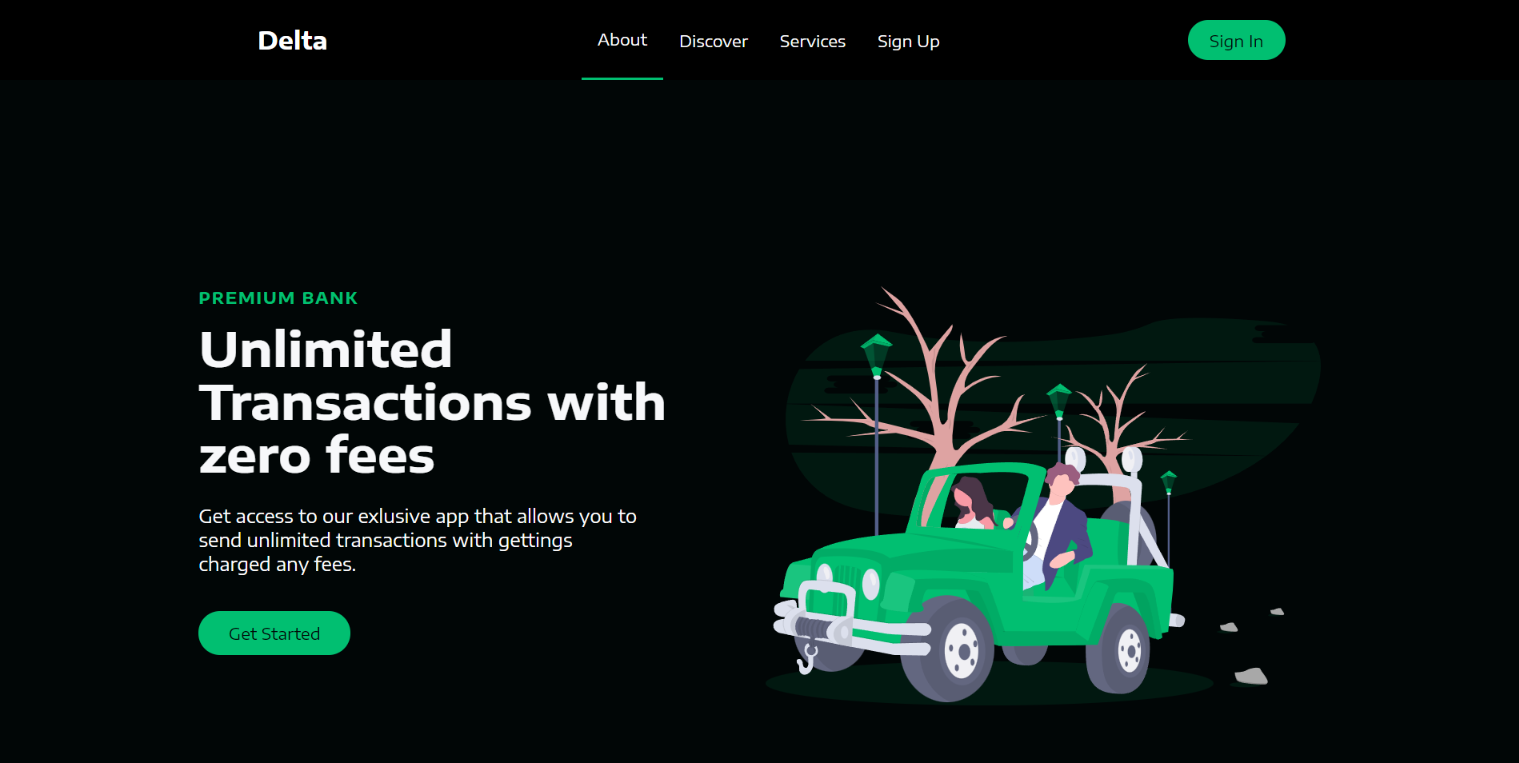 Delta
About
Discover
Services
Sign Up
Sign In
PREMIUM BANK
Unlimited
Transactions with
zero fees
Get access to our exlusive app that allows you to
send unlimited transactions with gettings
charged any fees.
Get Started